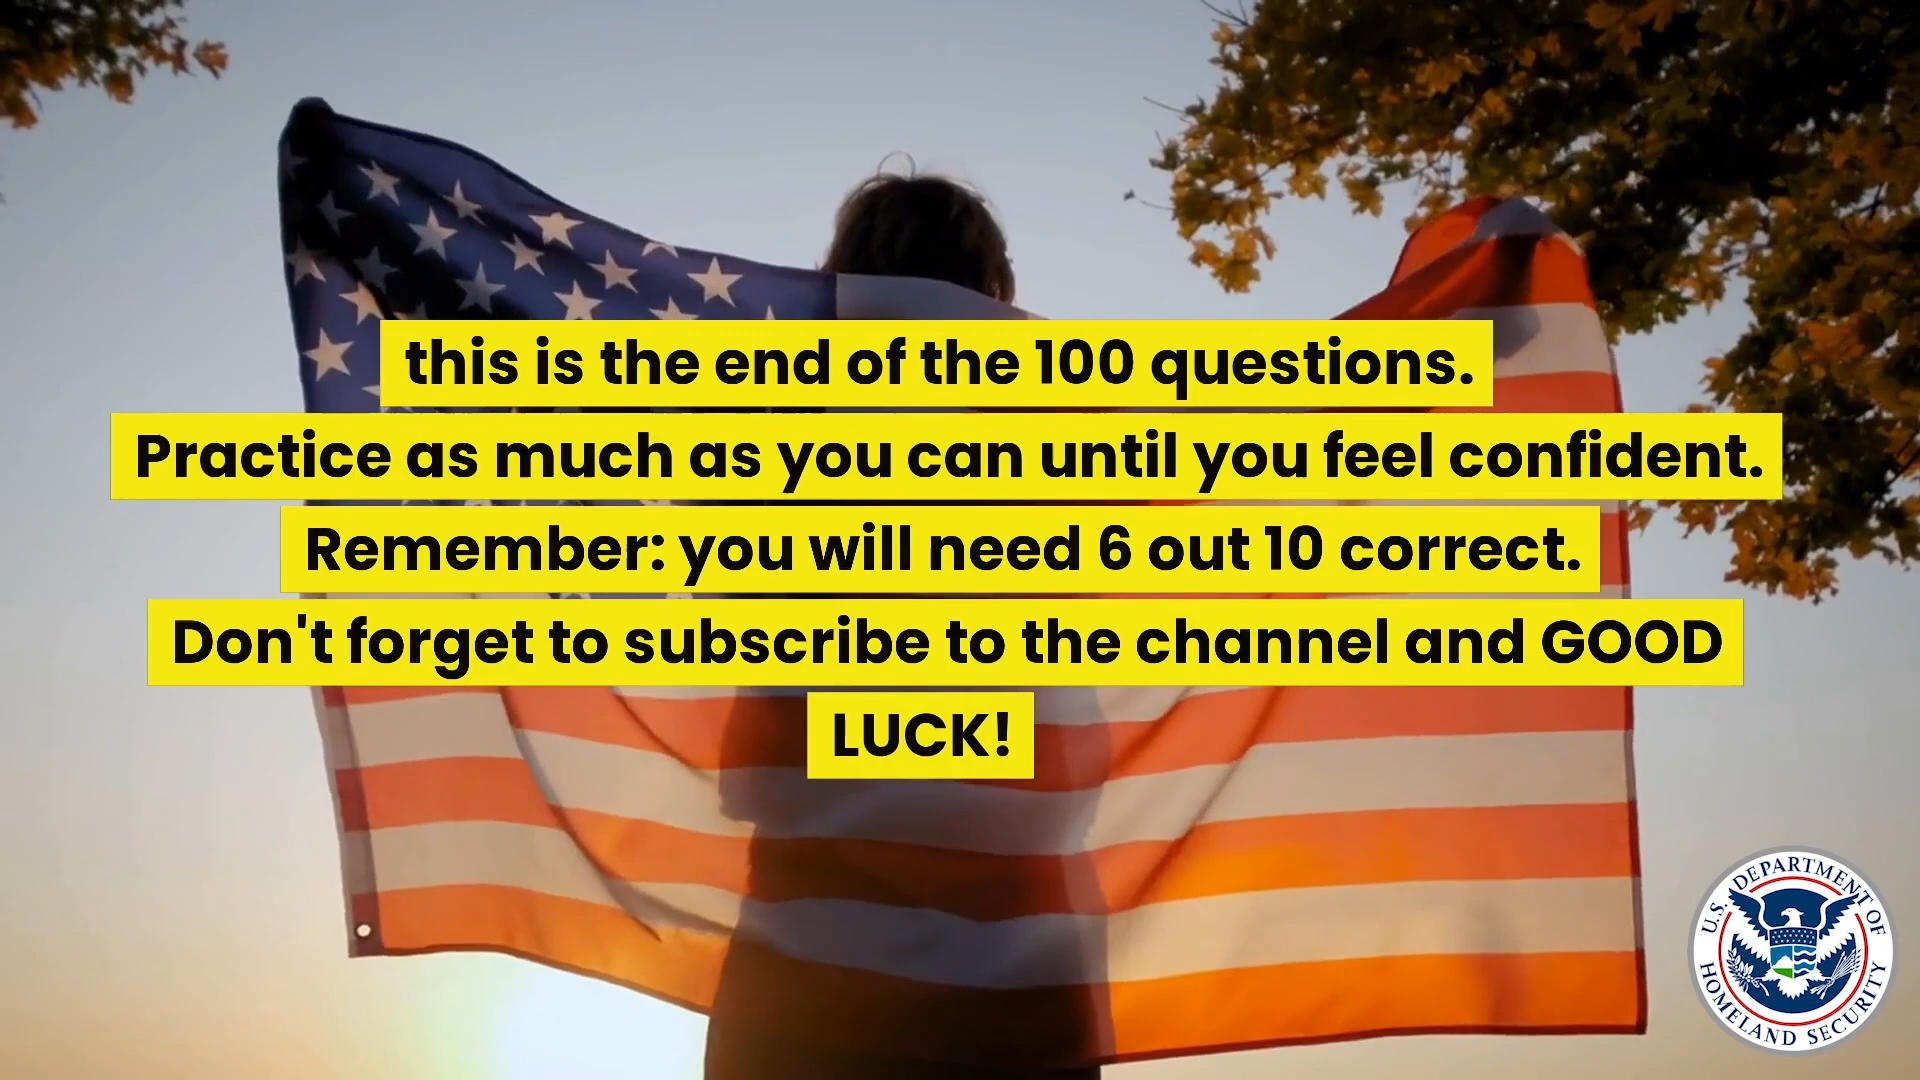 this is the end of the 100 questions.
Practice as much as you can until you feel confident.
Remember: you will need 6 out 10 correct.
Don't forget to subscribe to the channel and GOOD
LUCK!
U.S. DEPARTMENT OF
HOMELAND SECURITY